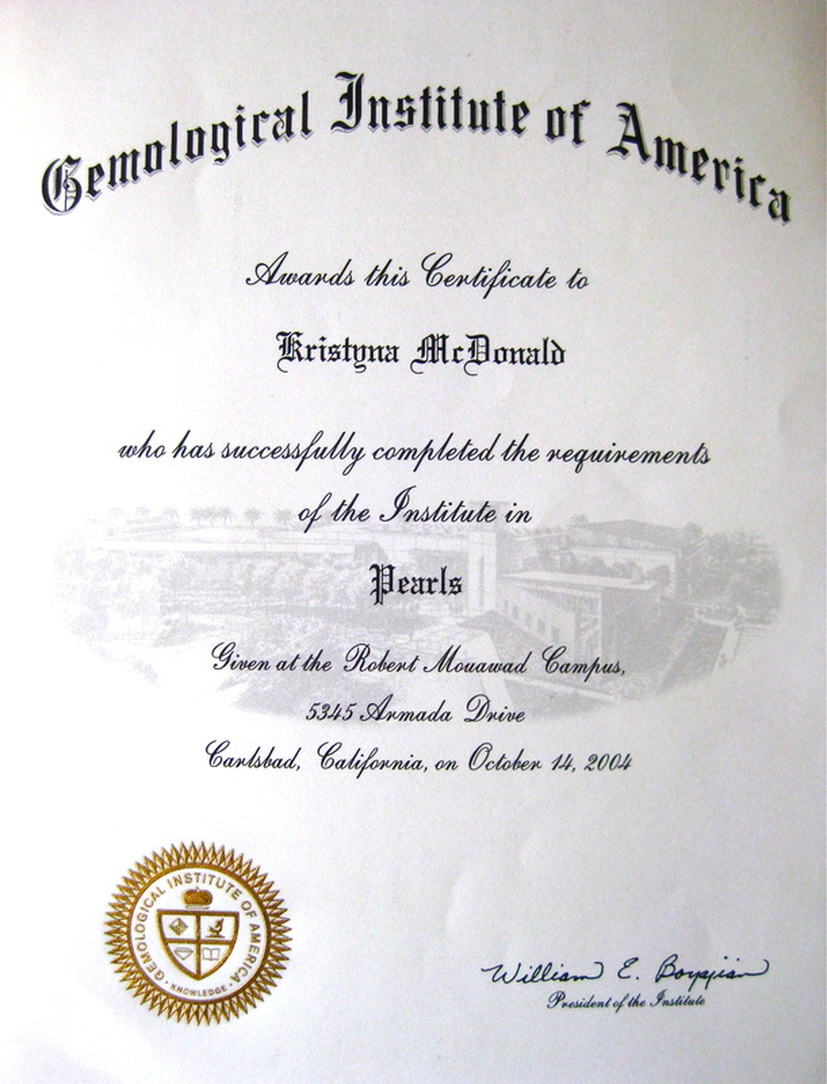 Gemological Institute of America
Awards this Certificate to
Kristyna McDonald
who has successfully completed the requirements
of the Institute in
Pearls
Given at the Robert Mouawad Campus,
5345 Armada Drive
Carlsbad, California, on October 14, 2004
GEMOLOGICAL INSTITUTE OF AMERICA
· KNOWLEDGE ·
William E. Boyajian
President of the Institute